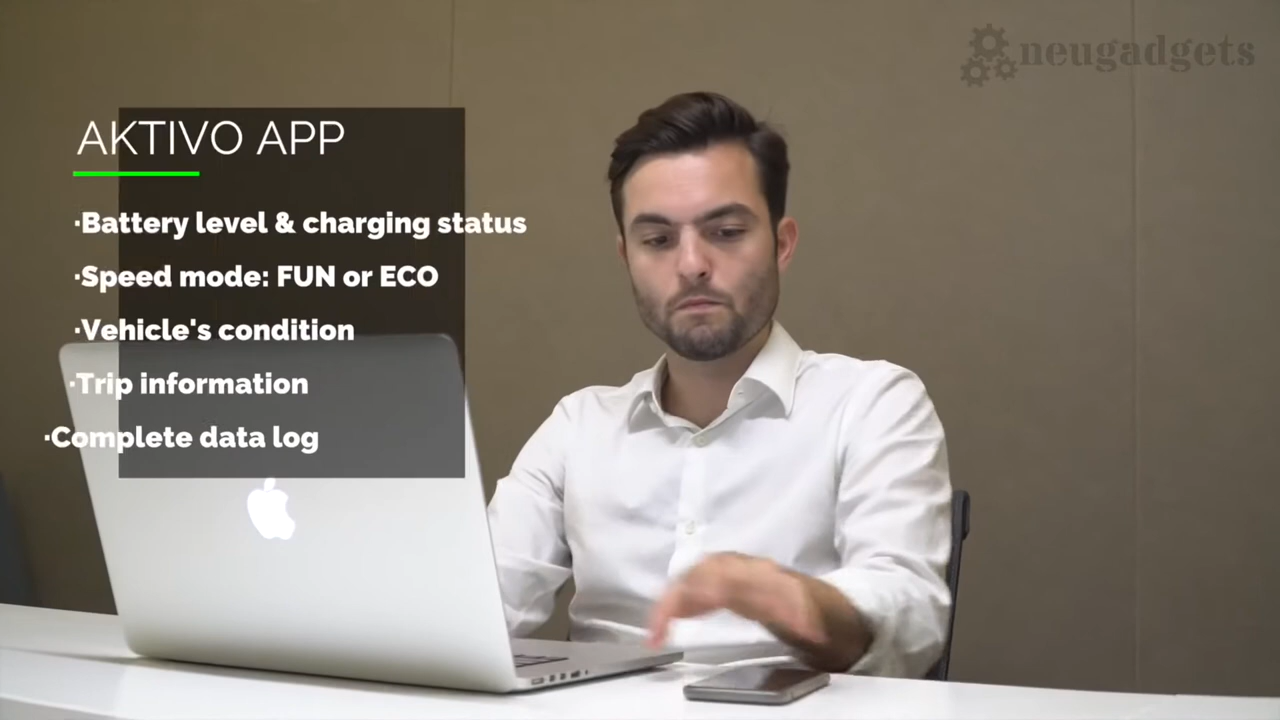 neugadgets
AKTIVO APP
·Battery level & charging status
·Speed mode: FUN or ECO
·Vehicle's condition
·Trip information
·Complete data log